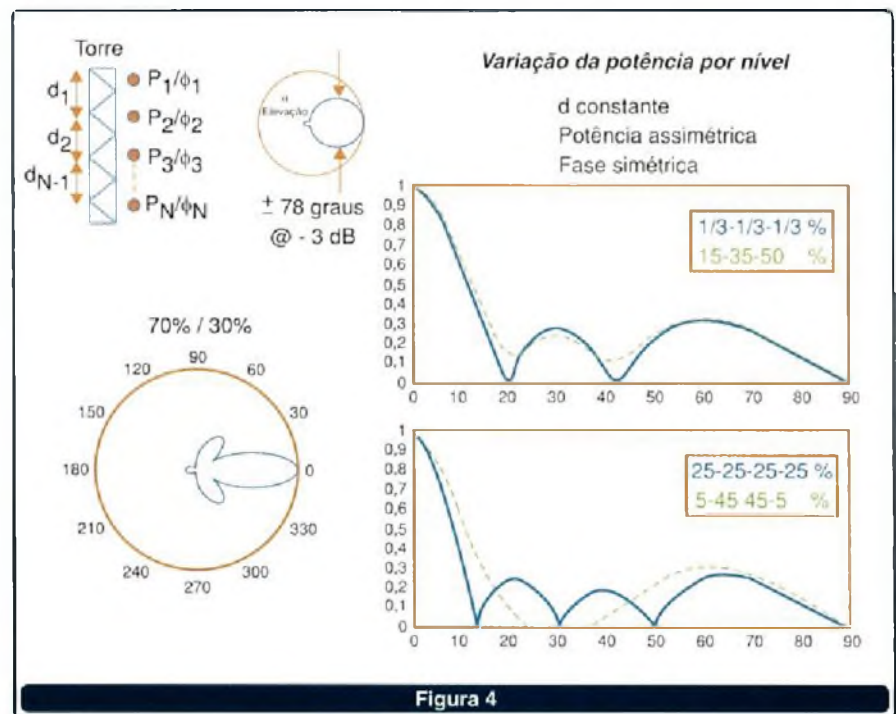 Torre
d1
d2
dN-1
P1/ϕ1
P2/ϕ2
P3/ϕ3
PN/ϕN
Elevação
± 78 graus
@ - 3 dB
Variação da potência por nível
d constante
Potência assimétrica
Fase simétrica
1
0,9
0,8
0,7
0,6
0,5
0,4
0,3
0,2
0,1
0
0 10 20 30 40 50 60 70 80 90
1/3-1/3-1/3 %
15-35-50 %
70% / 30%
90
120 60
150 30
180 0
210 330
240 300
270
1
0,9
0,8
0,7
0,6
0,5
0,4
0,3
0,2
0,1
0
0 10 20 30 40 50 60 70 80 90
25-25-25-25 %
5-45 45-5 %
Figura 4